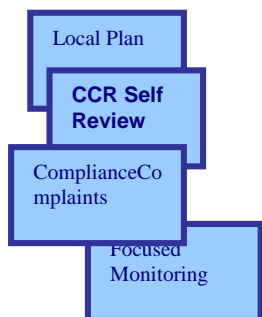 Local Plan
CCR Self
Review
ComplianceCo
mplaints
Focused
Monitoring